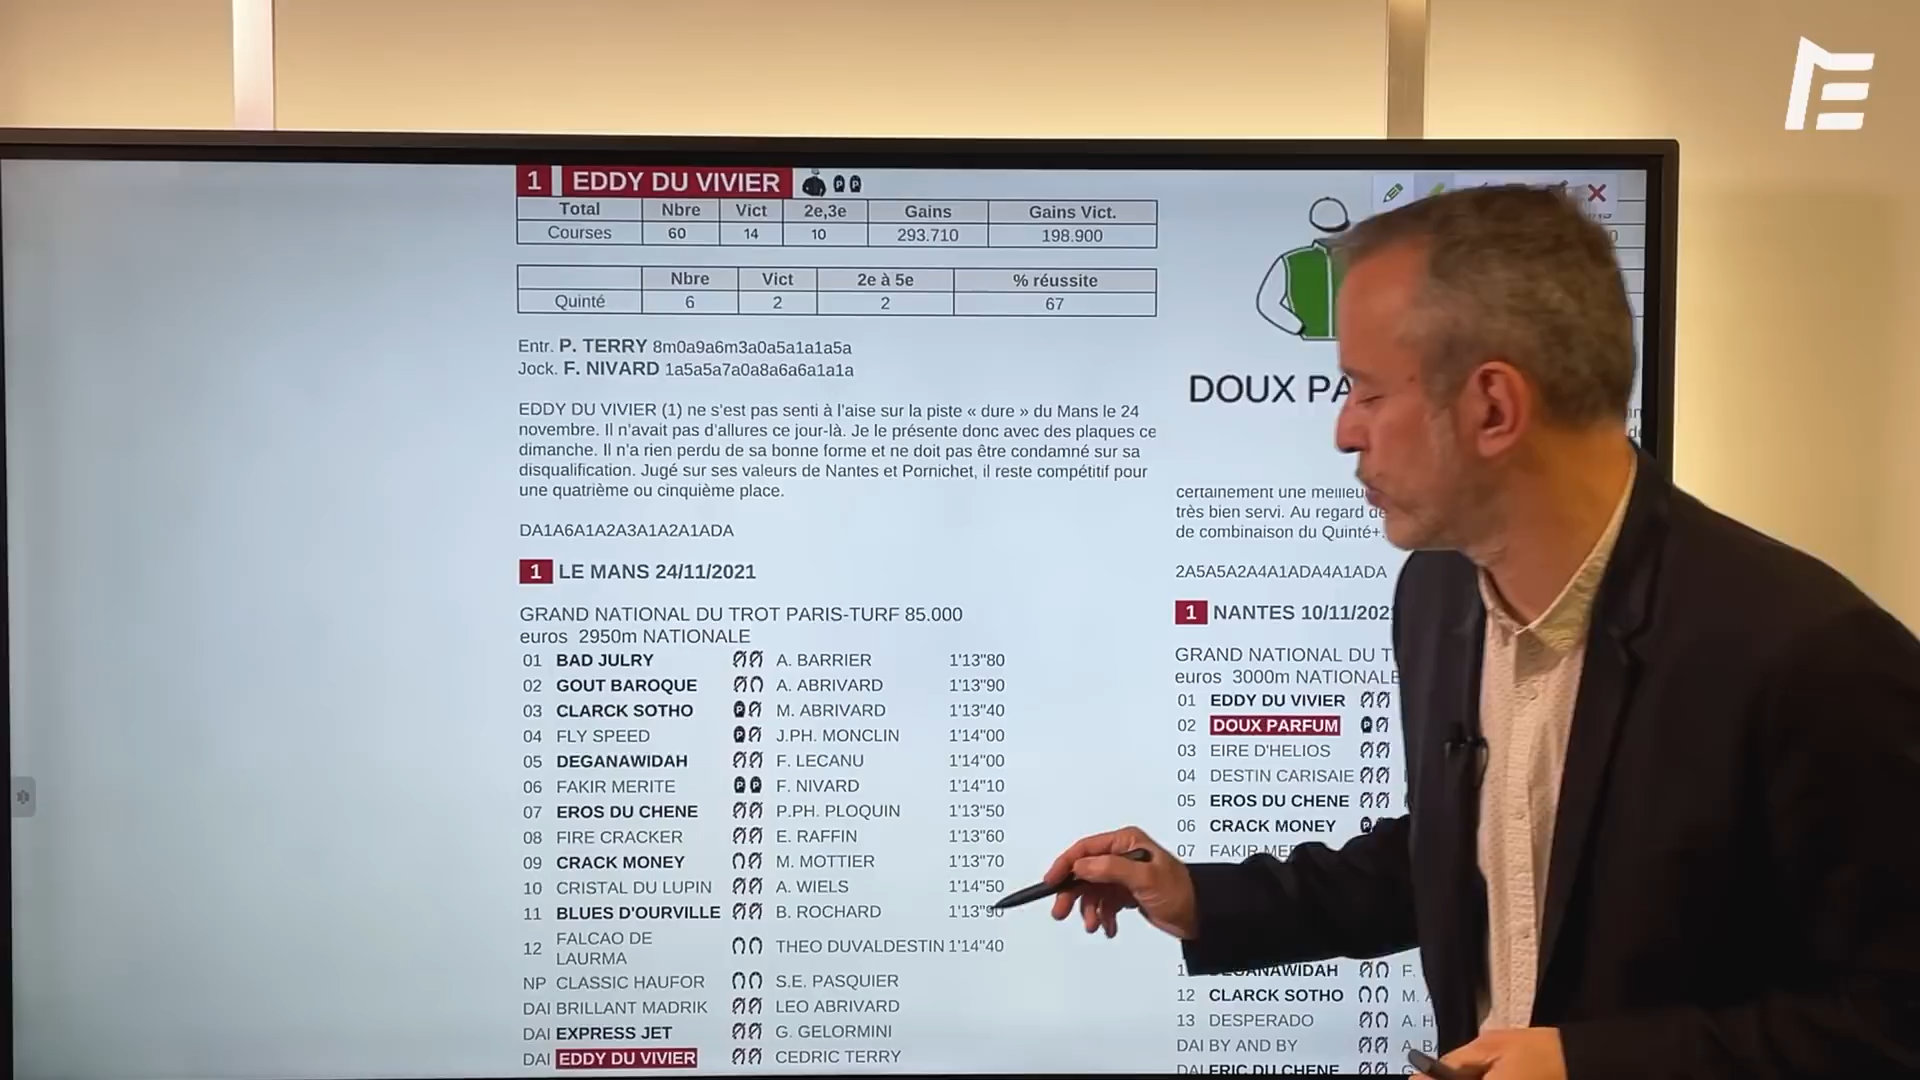 1 EDDY DU VIVIER
Total Nbre Vict 2e,3e Gains Gains Vict.
Courses 60 14 10 293.710 198.900
Nbre Vict 2e à 5e % réussite
Quinté 6 2 2 67
Entr. P. TERRY 8m0a9a6m3a0a5a1a1a5a
Jock. F. NIVARD 1a5a5a7a0a8a6a6a1a1a
EDDY DU VIVIER (1) ne s'est pas senti à l'aise sur la piste « dure » du Mans le 24
novembre. Il n'avait pas d'allures ce jour-là. Je le présente donc avec des plaques ce
dimanche. Il n'a rien perdu de sa bonne forme et ne doit pas être condamné sur sa
disqualification. Jugé sur ses valeurs de Nantes et Pornichet, il reste compétitif pour
une quatrième ou cinquième place.
DA1A6A1A2A3A1A2A1ADA
1 LE MANS 24/11/2021
GRAND NATIONAL DU TROT PARIS-TURF 85.000
euros 2950m NATIONALE
01 BAD JULRY A. BARRIER 1'13"80
02 GOUT BAROQUE A. ABRIVARD 1'13"90
03 CLARCK SOTHO M. ABRIVARD 1'13"40
04 FLY SPEED J.PH. MONCLIN 1'14"00
05 DEGANAWIDAH F. LECANU 1'14"00
06 FAKIR MERITE F. NIVARD 1'14"10
07 EROS DU CHENE P.PH. PLOQUIN 1'13"50
08 FIRE CRACKER E. RAFFIN 1'13"60
09 CRACK MONEY M. MOTTIER 1'13"70
10 CRISTAL DU LUPIN A. WIELS 1'14"50
11 BLUES D'OURVILLE B. ROCHARD 1'13"90
12 FALCAO DE
LAURMA THEO DUVALDESTIN 1'14"40
NP CLASSIC HAUFOR S.E. PASQUIER
DAI BRILLANT MADRIK LEO ABRIVARD
DAI EXPRESS JET G. GELORMINI
DAI EDDY DU VIVIER CEDRIC TERRY
DOUX PA
certainement une meilleu
très bien servi. Au regard de
de combinaison du Quinté+.
2A5A5A2A4A1ADA4A1ADA
1 NANTES 10/11/2021
GRAND NATIONAL DU T
euros 3000m NATIONALE
01 EDDY DU VIVIER
02 DOUX PARFUM
03 EIRE D'HELIOS
04 DESTIN CARISAIE
05 EROS DU CHENE
06 CRACK MONEY
07 FAKIR MER
DEGANAWIDAH F.
12 CLARCK SOTHO M.
13 DESPERADO A. H
DAI BY AND BY A. BA
DAI ERIC DU CHENE G